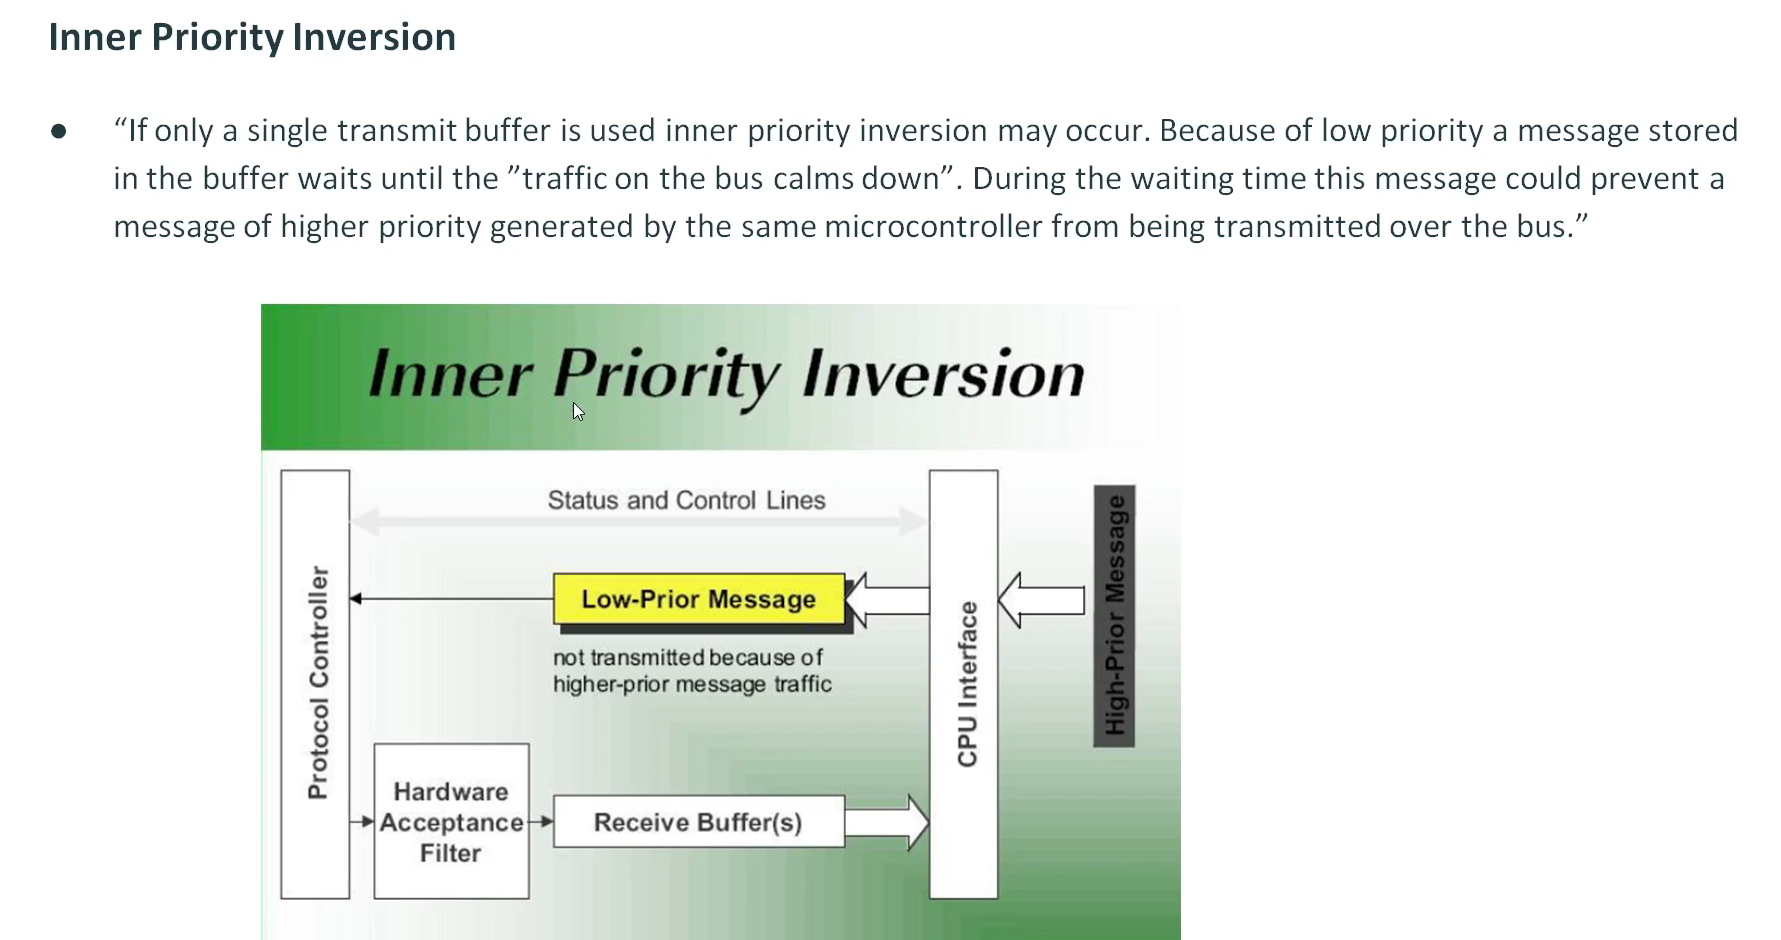 Inner Priority Inversion
● “If only a single transmit buffer is used inner priority inversion may occur. Because of low priority a message stored
in the buffer waits until the ”traffic on the bus calms down”. During the waiting time this message could prevent a
message of higher priority generated by the same microcontroller from being transmitted over the bus.”
Inner Priority Inversion
Status and Control Lines
Protocol Controller
Low-Prior Message
not transmitted because of
higher-prior message traffic
CPU Interface
High-Prior Message
Hardware
Acceptance
Filter
Receive Buffer(s)